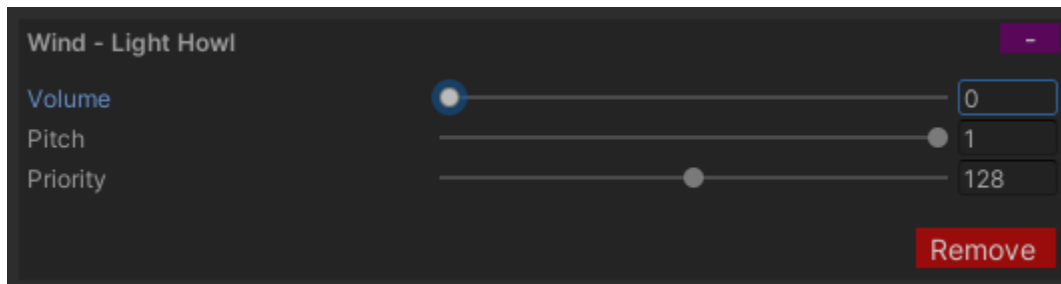 Wind - Light Howl -
Volume 0
Pitch 1
Priority 128
Remove